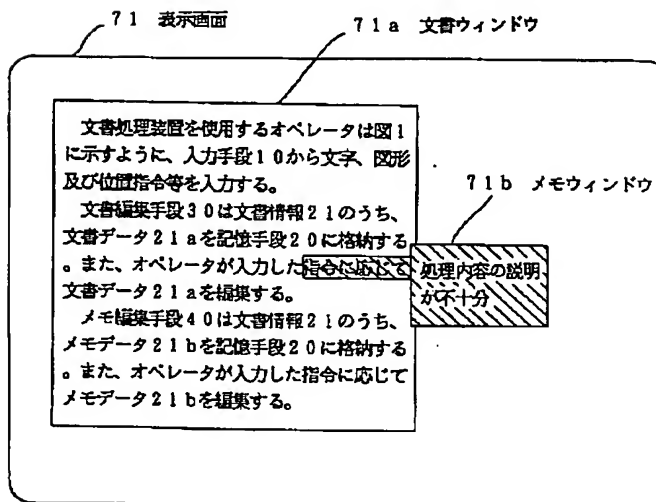 71 表示画面
71a 文書ウィンドウ
文書処理装置を使用するオペレータは図1
に示すように、入力手段10から文字、図形
及び位置指令等を入力する。
文書編集手段30は文書情報21のうち、
文書データ21aを記憶手段20に格納する
。また、オペレータが入力した指令に応じて
文書データ21aを編集する。
メモ編集手段40は文書情報21のうち、
メモデータ21bを記憶手段20に格納する
。また、オペレータが入力した指令に応じて
メモデータ21bを編集する。
71b メモウィンドウ
処理内容の説明
が不十分